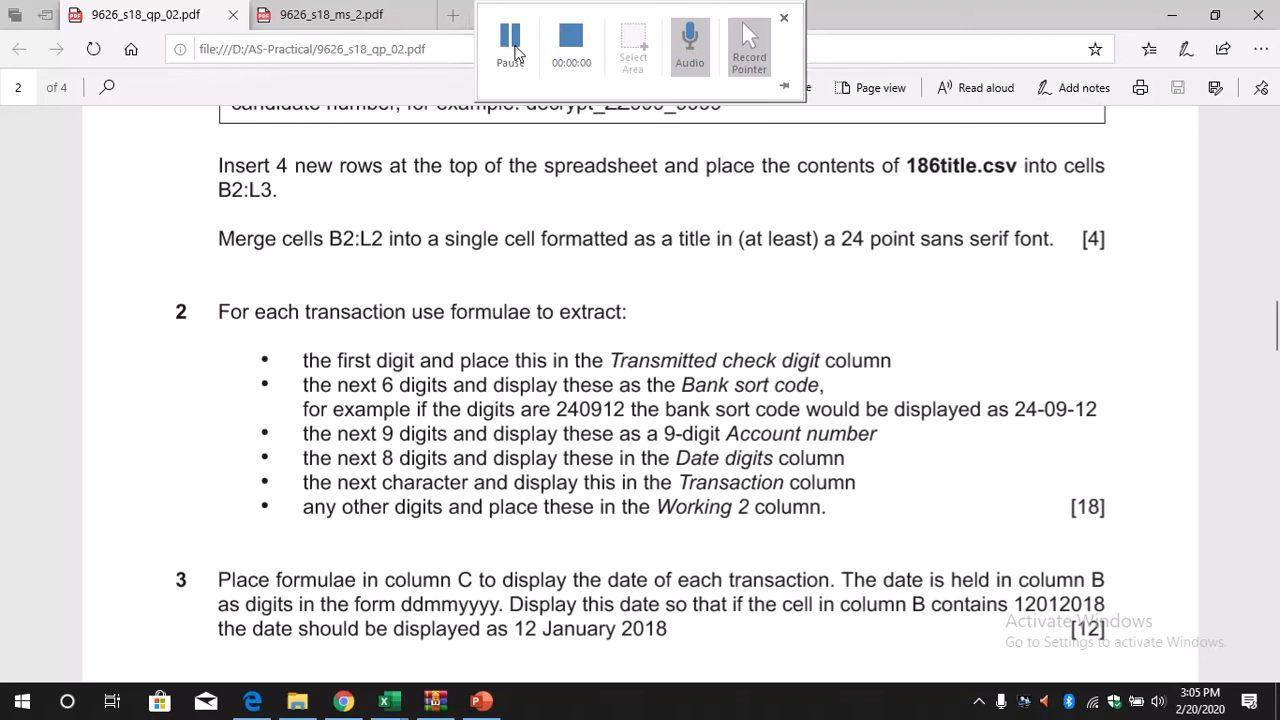 9626_s18_qp_02.pdf
9626_s18_ms_2.pdf
file:///D:/AS-Practical/9626_s18_qp_02.pdf
Pause
00:00:00
Select Area
Audio
Record Pointer
2 of 4
Page view
Read aloud
Add notes
candidate number, for example: decrypt_ZZ999_9999
Insert 4 new rows at the top of the spreadsheet and place the contents of 186title.csv into cells
B2:L3.
Merge cells B2:L2 into a single cell formatted as a title in (at least) a 24 point sans serif font. [4]
2 For each transaction use formulae to extract:
• the first digit and place this in the Transmitted check digit column
• the next 6 digits and display these as the Bank sort code,
for example if the digits are 240912 the bank sort code would be displayed as 24-09-12
• the next 9 digits and display these as a 9-digit Account number
• the next 8 digits and display these in the Date digits column
• the next character and display this in the Transaction column
• any other digits and place these in the Working 2 column. [18]
3 Place formulae in column C to display the date of each transaction. The date is held in column B
as digits in the form ddmmyyyy. Display this date so that if the cell in column B contains 12012018
the date should be displayed as 12 January 2018 [12]
Activate Windows
Go to Settings to activate Windows.
3:05 PM
2/20/2020